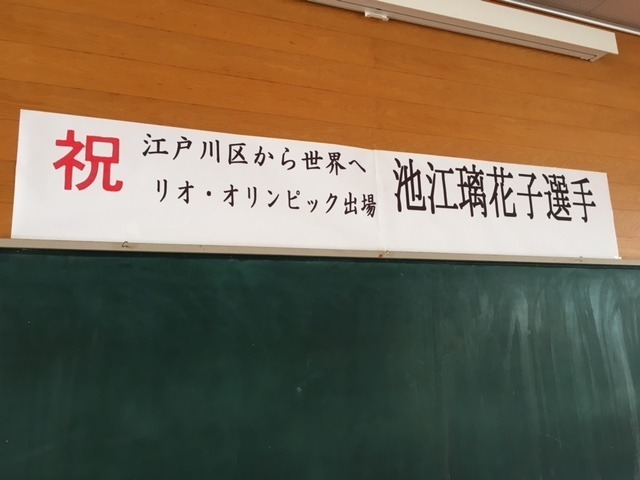 祝
江戸川区から世界へ
リオ・オリンピック出場
池江璃花子選手